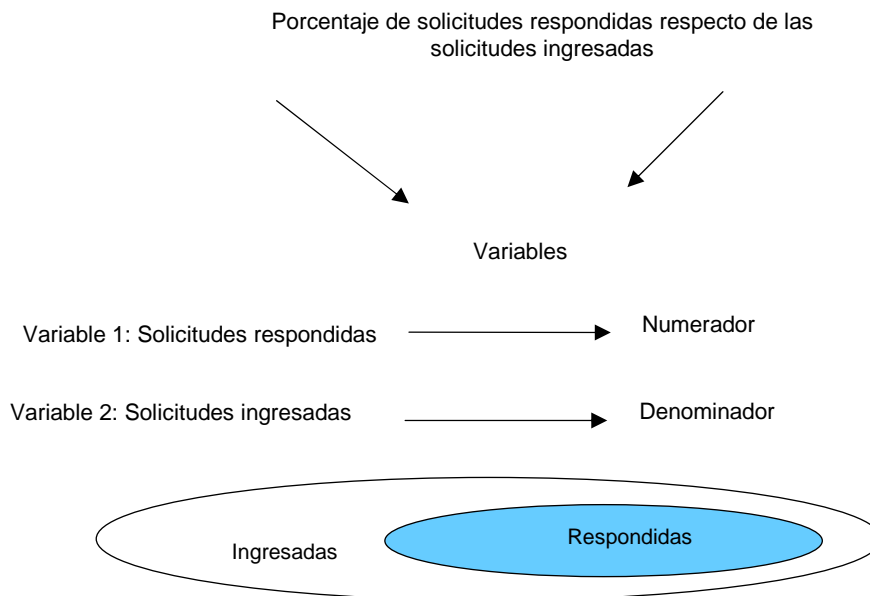 Porcentaje de solicitudes respondidas respecto de las
solicitudes ingresadas
Variables
Variable 1: Solicitudes respondidas
Numerador
Variable 2: Solicitudes ingresadas
Denominador
Ingresadas
Respondidas